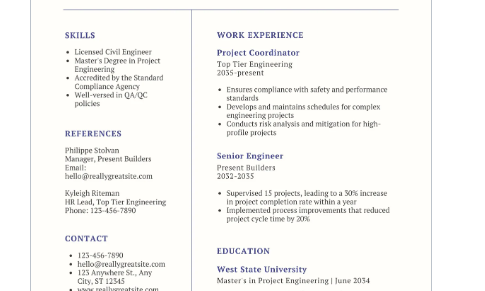 SKILLS
• Licensed Civil Engineer
• Master's Degree in Project
Engineering
• Accredited by the Standard
Compliance Agency
• Well-versed in QA/QC
policies
REFERENCES
Philippe Stolvan
Manager, Present Builders
Email:
hello@reallygreatsite.com
Kyleigh Riteman
HR Lead, Top Tier Engineering
Phone: 123-456-7890
CONTACT
• 123-456-7890
• hello@reallygreatsite.com
• 123 Anywhere St., Any
City, ST 12345
• www.reallygreatsite.com
WORK EXPERIENCE
Project Coordinator
Top Tier Engineering
2035-present
• Ensures compliance with safety and performance
standards
• Develops and maintains schedules for complex
engineering projects
• Conducts risk analysis and mitigation for high-
profile projects
Senior Engineer
Present Builders
2032-2035
• Supervised 15 projects, leading to a 30% increase
in project completion rate within a year
• Implemented process improvements that reduced
project cycle time by 20%
EDUCATION
West State University
Master's in Project Engineering | June 2034